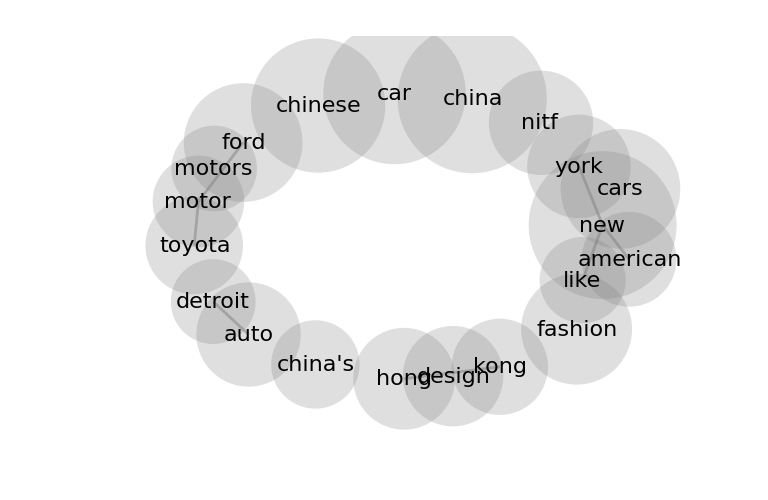 chinese
car
china
nitf
ford
motors
york
cars
motor
new
toyota
american
like
detroit
auto
fashion
china's
hong
design
kong